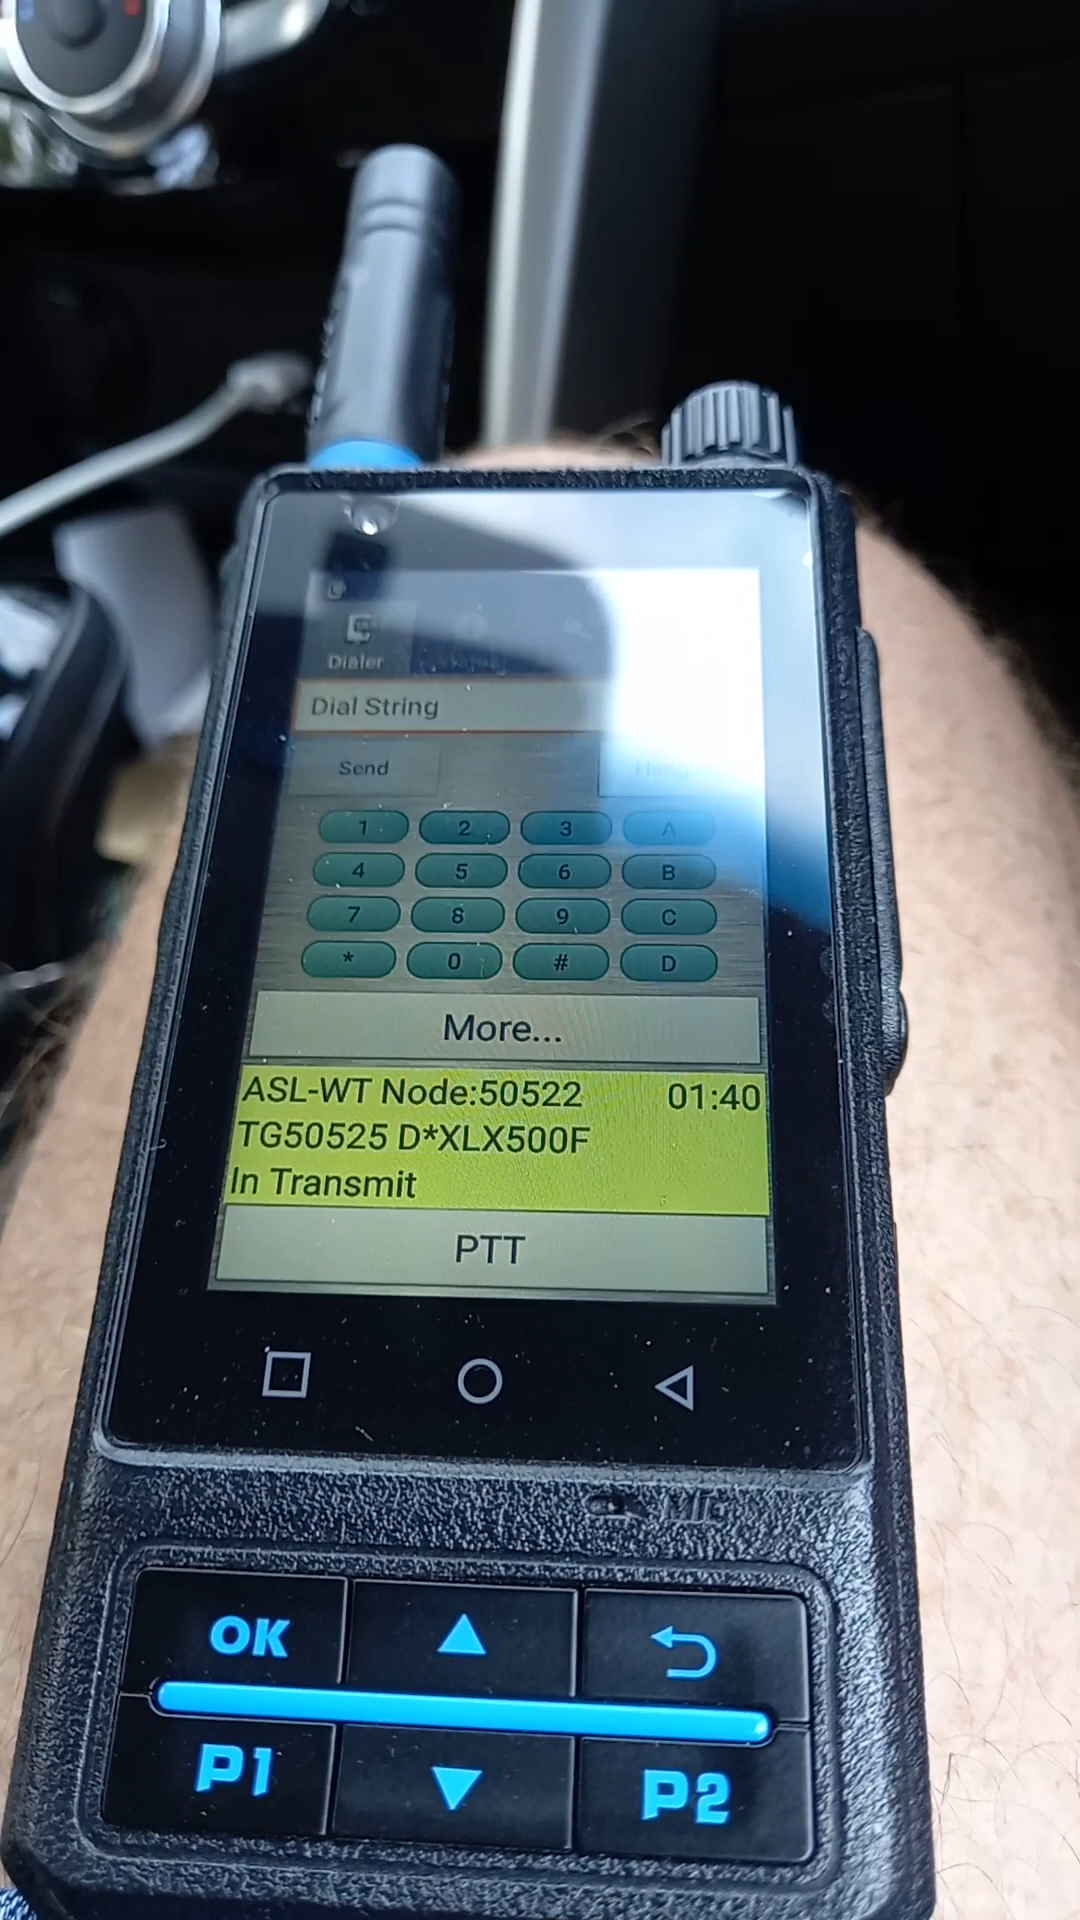 Dialer
Dial String
Send
1 2 3 A
4 5 6 B
7 8 9 C
* 0 # D
More...
ASL-WT Node:50522 01:40
TG50525 D*XLX500F
In Transmit
PTT
MIC
OK
P1 P2